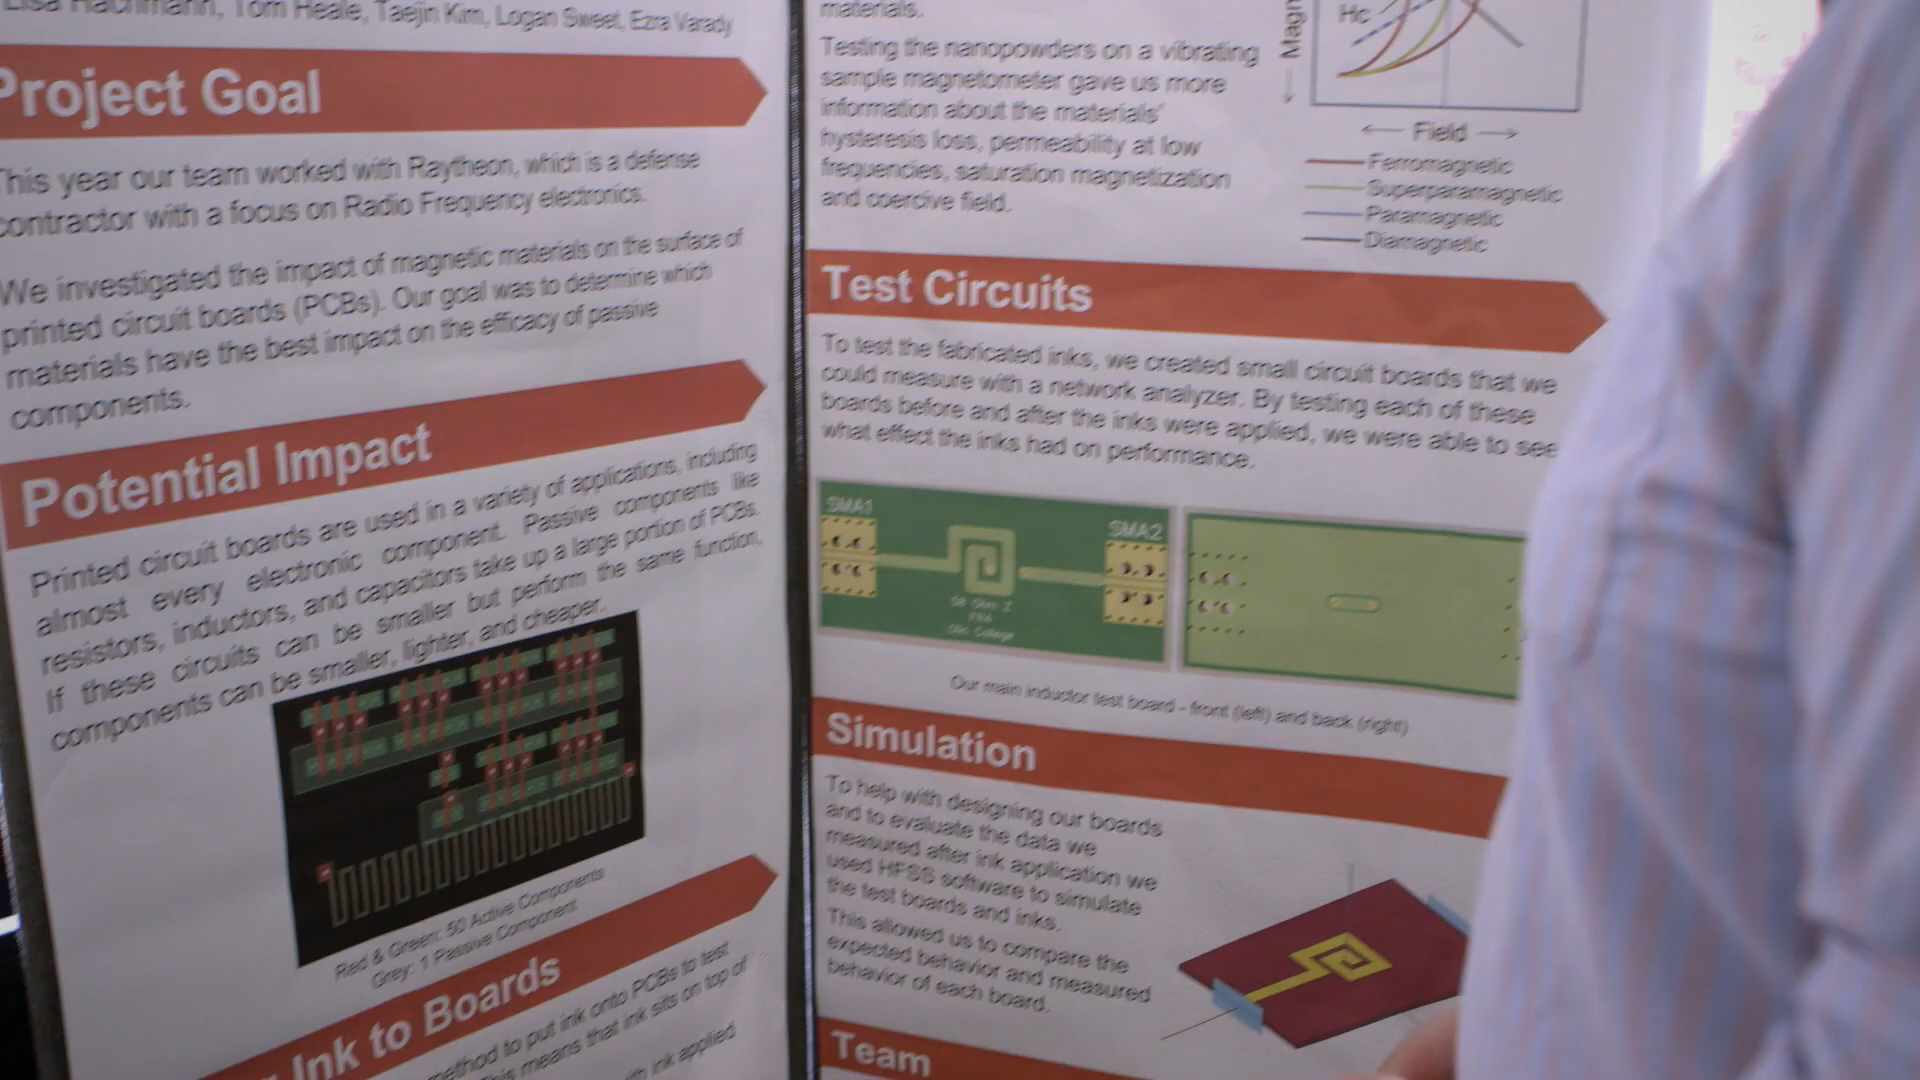 Tom Heale, Taejin Kim, Logan Sweet, Ezra Varady
Project Goal
This year our team worked with Raytheon, which is a defense
contractor with a focus on Radio Frequency electronics.
We investigated the impact of magnetic materials on the surface of
printed circuit boards (PCBs). Our goal was to determine which
materials have the best impact on the efficacy of passive
components.
Potential Impact
Printed circuit boards are used in a variety of applications, including
almost every electronic component. Passive components like
resistors, inductors, and capacitors take up a large portion of PCBs.
If these circuits can be smaller but perform the same function,
components can be smaller, lighter, and cheaper.
Red & Green: 50 Active Components
Grey: 1 Passive Component
Ink to Boards
method to put ink onto PCBs to test
This means that ink sits on top of
ink applied
materials.
Testing the nanopowders on a vibrating
sample magnetometer gave us more
information about the materials'
hysteresis loss, permeability at low
frequencies, saturation magnetization
and coercive field.
Hc
Magn
← Field →
Ferromagnetic
Superparamagnetic
Paramagnetic
Diamagnetic
Test Circuits
To test the fabricated inks, we created small circuit boards that we
could measure with a network analyzer. By testing each of these
boards before and after the inks were applied, we were able to see
what effect the inks had on performance.
SMA1
SMA2
Olin College
Our main inductor test board - front (left) and back (right)
Simulation
To help with designing our boards
and to evaluate the data we
measured after ink application we
used HFSS software to simulate
the test boards and inks.
This allowed us to compare the
expected behavior and measured
behavior of each board.
Team